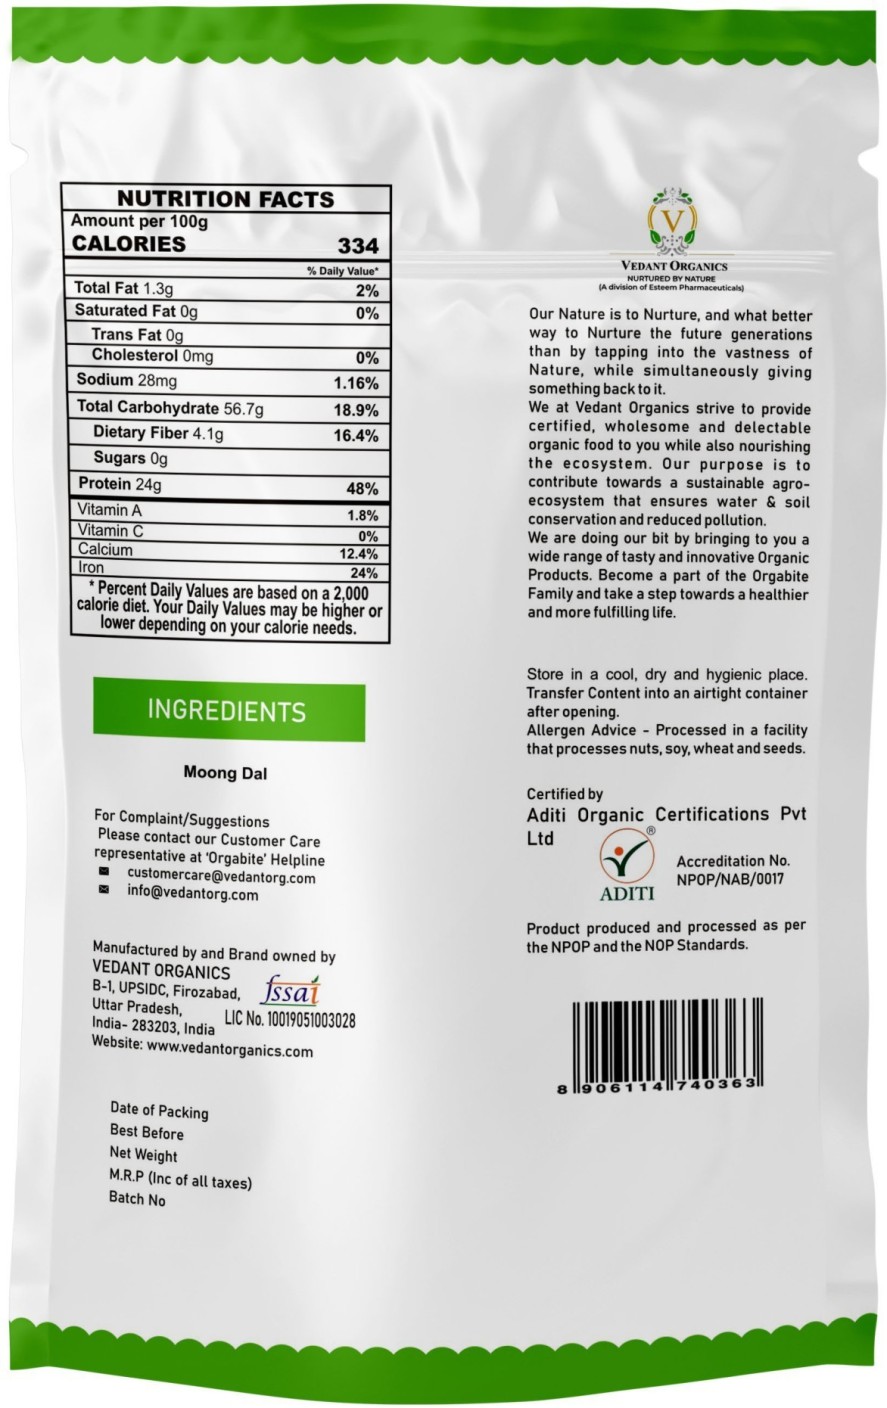 NUTRITION FACTS
Amount per 100g
CALORIES 334
% Daily Value*
Total Fat 1.3g 2%
Saturated Fat 0g 0%
Trans Fat 0g
Cholesterol 0mg 0%
Sodium 28mg 1.16%
Total Carbohydrate 56.7g 18.9%
Dietary Fiber 4.1g 16.4%
Sugars 0g
Protein 24g 48%
Vitamin A 1.8%
Vitamin C 0%
Calcium 12.4%
Iron 24%
* Percent Daily Values are based on a 2,000
calorie diet. Your Daily Values may be higher or
lower depending on your calorie needs.
INGREDIENTS
Moong Dal
For Complaint/Suggestions
Please contact our Customer Care
representative at 'Orgabite' Helpline
customercare@vedantorg.com
info@vedantorg.com
Manufactured by and Brand owned by
VEDANT ORGANICS
B-1, UPSIDC, Firozabad,
Uttar Pradesh,
India- 283203, India
fssai
LIC No. 10019051003028
Website: www.vedantorganics.com
Date of Packing
Best Before
Net Weight
M.R.P (Inc of all taxes)
Batch No
V
VEDANT ORGANICS
NURTURED BY NATURE
(A division of Esteem Pharmaceuticals)
Our Nature is to Nurture, and what better
way to Nurture the future generations
than by tapping into the vastness of
Nature, while simultaneously giving
something back to it.
We at Vedant Organics strive to provide
certified, wholesome and delectable
organic food to you while also nourishing
the ecosystem. Our purpose is to
contribute towards a sustainable agro-
ecosystem that ensures water & soil
conservation and reduced pollution.
We are doing our bit by bringing to you a
wide range of tasty and innovative Organic
Products. Become a part of the Orgabite
Family and take a step towards a healthier
and more fulfilling life.
Store in a cool, dry and hygienic place.
Transfer Content into an airtight container
after opening.
Allergen Advice - Processed in a facility
that processes nuts, soy, wheat and seeds.
Certified by
Aditi Organic Certifications Pvt
Ltd
®
ADITI
Accreditation No.
NPOP/NAB/0017
Product produced and processed as per
the NPOP and the NOP Standards.
8 906114 740363